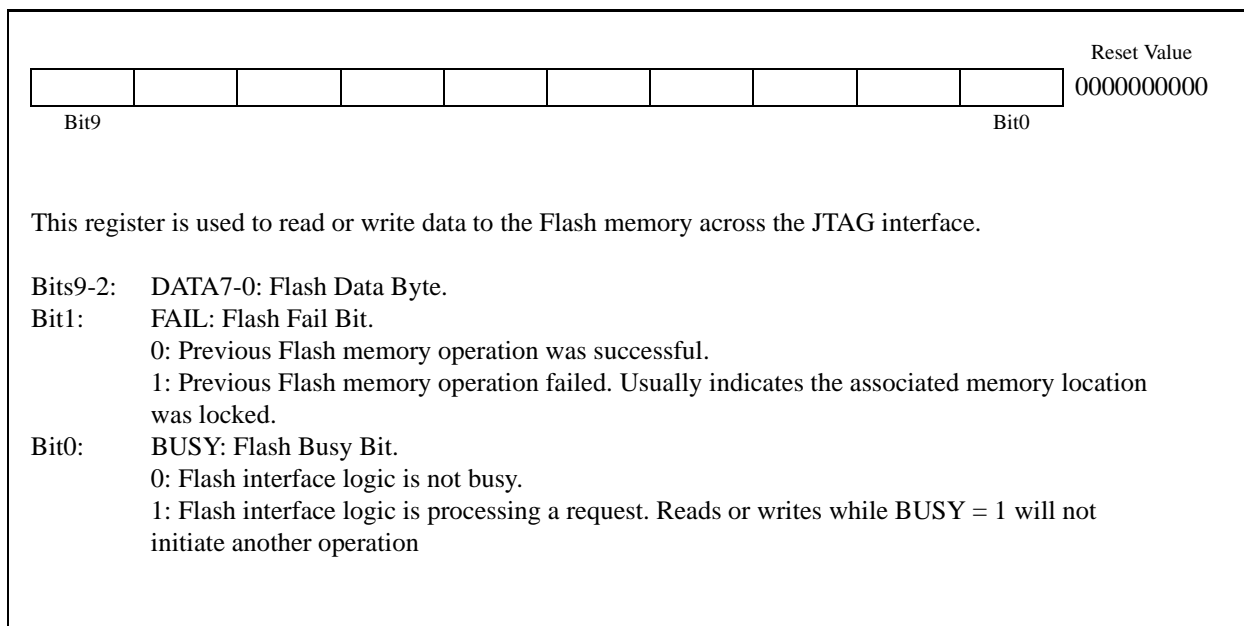 Reset Value
0000000000
Bit9 Bit0
This register is used to read or write data to the Flash memory across the JTAG interface.
Bits9-2: DATA7-0: Flash Data Byte.
Bit1: FAIL: Flash Fail Bit.
0: Previous Flash memory operation was successful.
1: Previous Flash memory operation failed. Usually indicates the associated memory location
was locked.
Bit0: BUSY: Flash Busy Bit.
0: Flash interface logic is not busy.
1: Flash interface logic is processing a request. Reads or writes while BUSY = 1 will not
initiate another operation